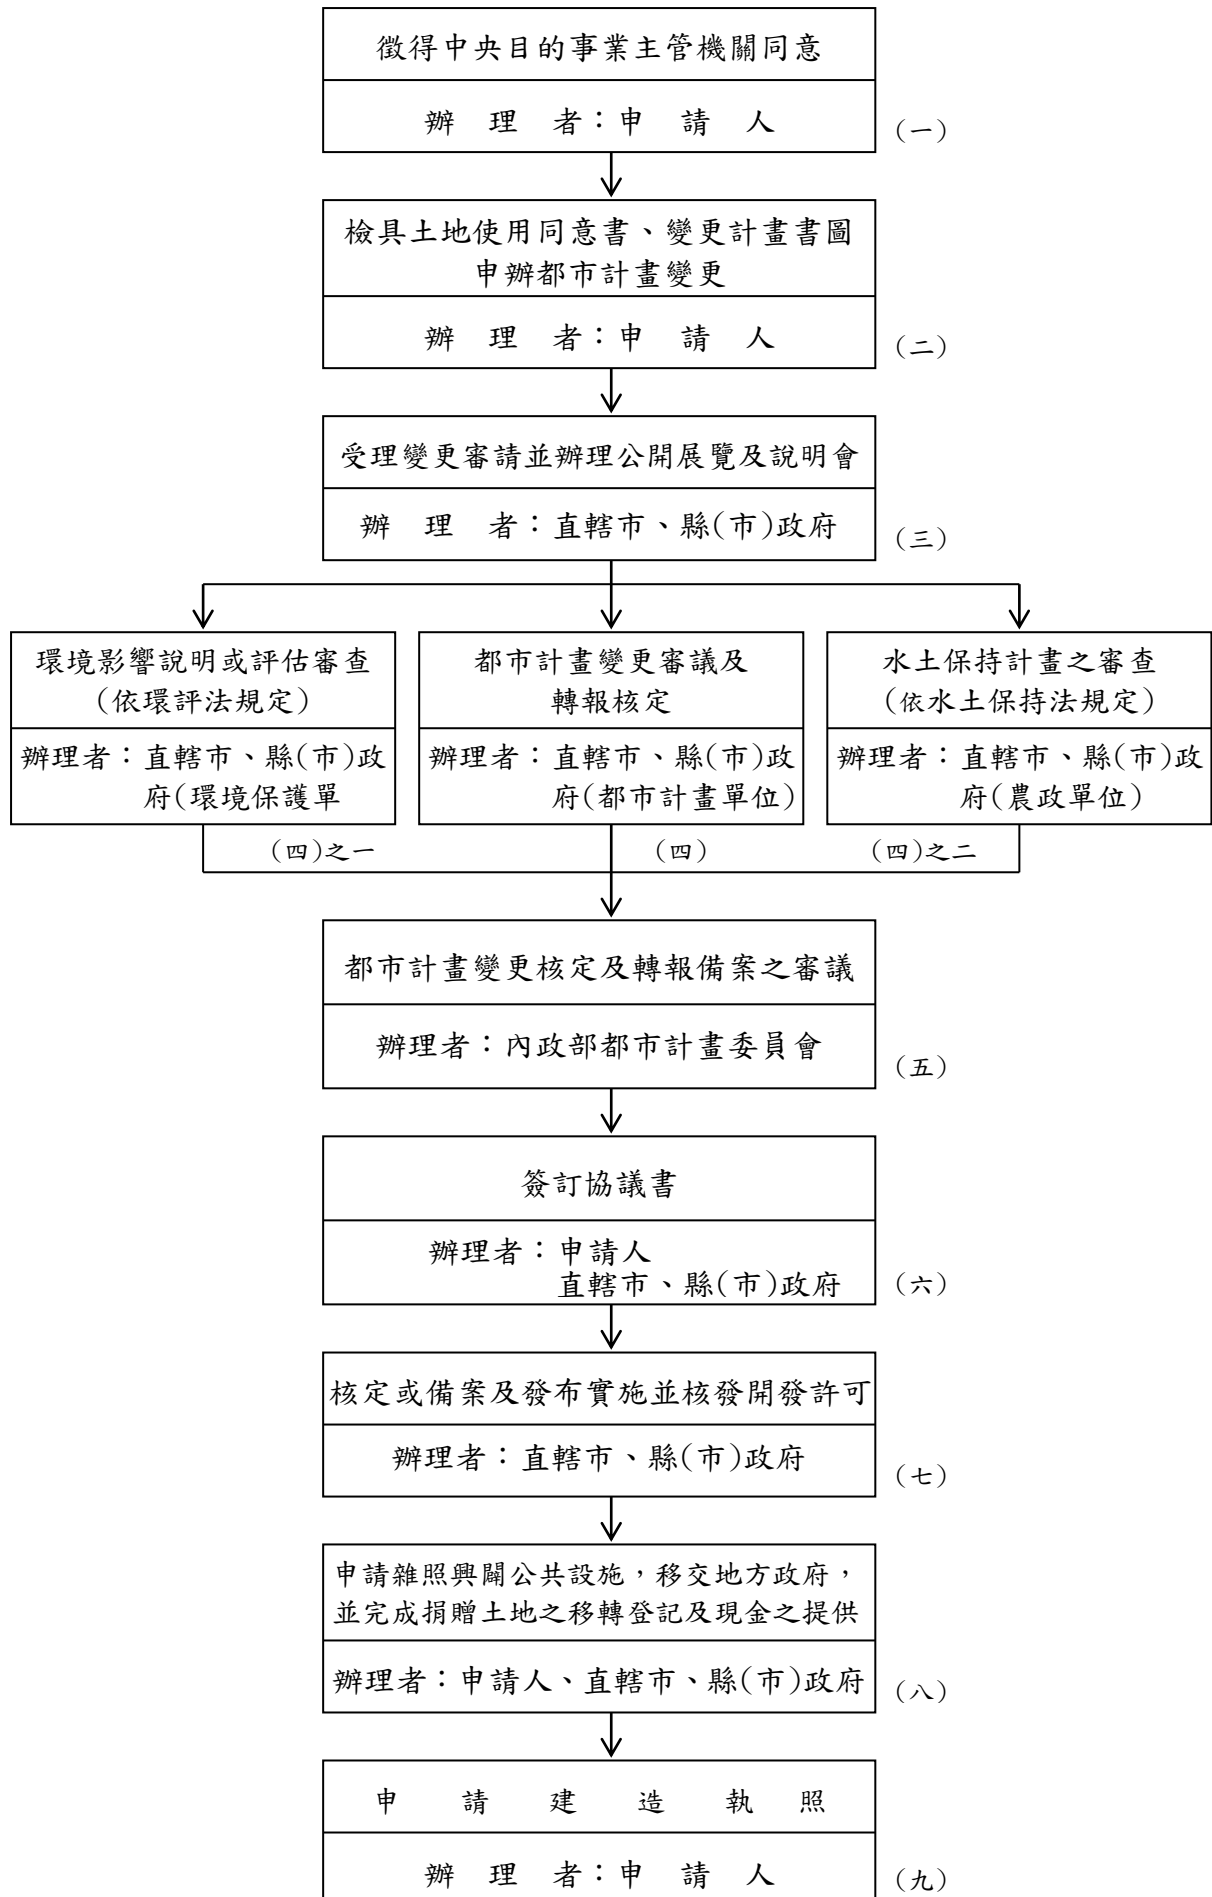 徵得中央目的事業主管機關同意
辦 理 者：申 請 人
(一)
檢具土地使用同意書、變更計畫書圖
申辦都市計畫變更
辦 理 者：申 請 人
(二)
受理變更審請並辦理公開展覽及說明會
辦 理 者：直轄市、縣(市)政府
(三)
環境影響說明或評估審查
(依環評法規定)
辦理者：直轄市、縣(市)政
府(環境保護單
(四)之一
都市計畫變更審議及
轉報核定
辦理者：直轄市、縣(市)政
府(都市計畫單位)
(四)
水土保持計畫之審查
(依水土保持法規定)
辦理者：直轄市、縣(市)政
府(農政單位)
(四)之二
都市計畫變更核定及轉報備案之審議
辦理者：內政部都市計畫委員會
(五)
簽訂協議書
辦理者：申請人
直轄市、縣(市)政府
(六)
核定或備案及發布實施並核發開發許可
辦理者：直轄市、縣(市)政府
(七)
申請雜照興闢公共設施，移交地方政府，
並完成捐贈土地之移轉登記及現金之提供
辦理者：申請人、直轄市、縣(市)政府
(八)
申 請 建 造 執 照
辦 理 者：申 請 人
(九)